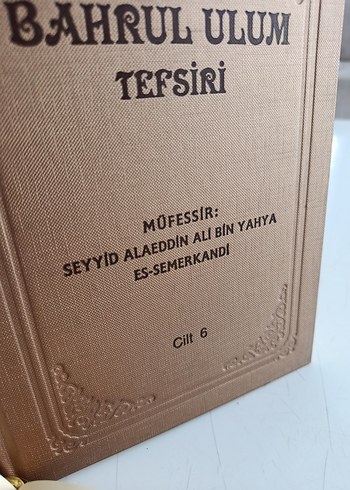 BAHRUL ULUM
TEFSİRİ
MÜFESSİR:
SEYYİD ALAEDDİN ALİ BİN YAHYA
ES-SEMERKANDİ
Cilt 6